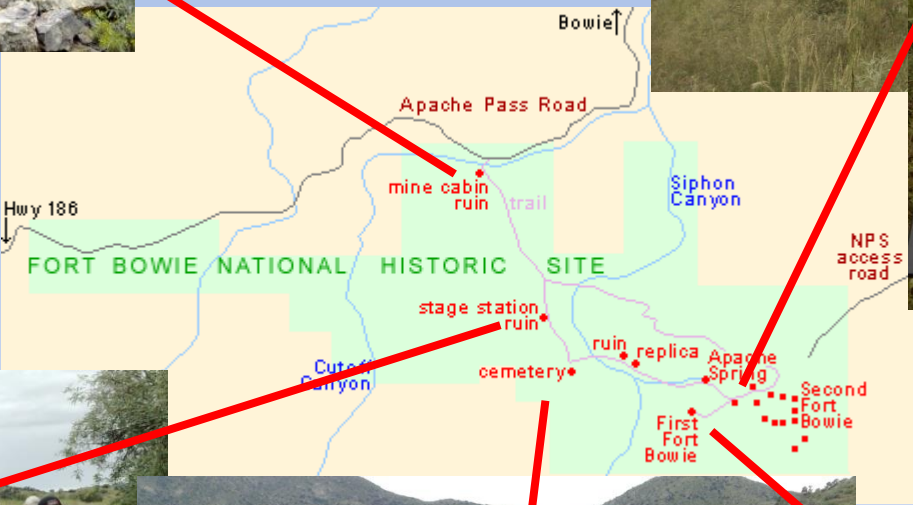 Bowie↑
Apache Pass Road
mine cabin
ruin
trail
Siphon
Canyon
Hwy 186
↓
NPS
access
road
FORT BOWIE NATIONAL HISTORIC SITE
stage station
ruin
ruin
replica
Apache
Spring
Cutoff
Canyon
cemetery
Second
Fort
Bowie
First
Fort
Bowie